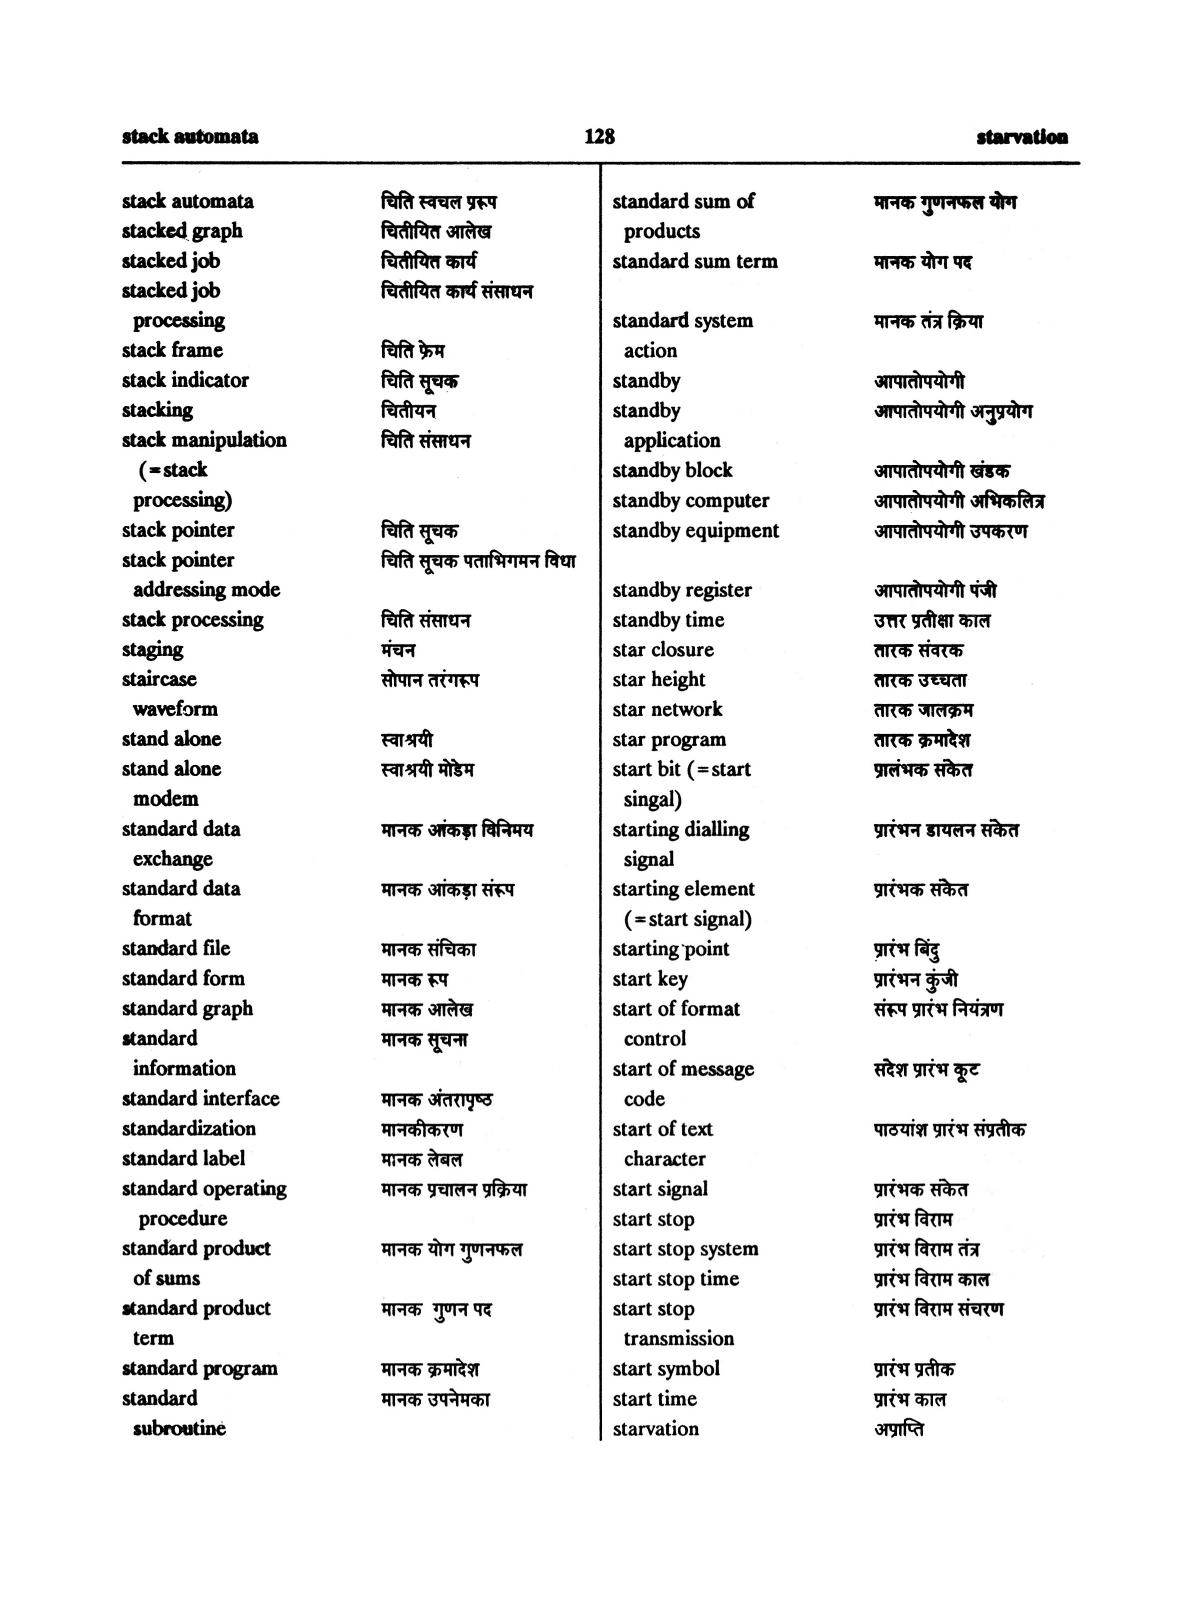 stack automata 128 starvation
stack automata चिति स्वचल प्ररूप
stacked graph चितीयित आलेख
stacked job चितीयित कार्य
stacked job चितीयित कार्य संसाधन
processing
stack frame चिति फ्रेम
stack indicator चिति सूचक
stacking चितीयन
stack manipulation चिति संसाधन
(=stack
processing)
stack pointer चिति सूचक
stack pointer चिति सूचक पताभिगमन विधा
addressing mode
stack processing चिति संसाधन
staging मंचन
staircase सोपान तरंगरूप
waveform
stand alone स्वाश्रयी
stand alone स्वाश्रयी मोडेम
modem
standard data मानक आंकड़ा विनिमय
exchange
standard data मानक आंकड़ा संरूप
format
standard file मानक संचिका
standard form मानक रूप
standard graph मानक आलेख
standard मानक सूचना
information
standard interface मानक अंतरापृष्ठ
standardization मानकीकरण
standard label मानक लेबल
standard operating मानक प्रचालन प्रक्रिया
procedure
standard product मानक योग गुणनफल
of sums
standard product मानक गुणन पद
term
standard program मानक क्रमादेश
standard मानक उपनेमका
subroutine
standard sum of मानक गुणनफल योग
products
standard sum term मानक योग पद
standard system मानक तंत्र क्रिया
action
standby आपातोपयोगी
standby आपातोपयोगी अनुप्रयोग
application
standby block आपातोपयोगी खंडक
standby computer आपातोपयोगी अभिकलित्र
standby equipment आपातोपयोगी उपकरण
standby register आपातोपयोगी पंजी
standby time उत्तर प्रतीक्षा काल
star closure तारक संवरक
star height तारक उच्चता
star network तारक जालक्रम
star program तारक क्रमादेश
start bit (=start प्रालंभक संकेत
singal)
starting dialling प्रारंभन डायलन संकेत
signal
starting element प्रारंभक संकेत
(=start signal)
starting point प्रारंभ बिंदु
start key प्रारंभन कुंजी
start of format संरूप प्रारंभ नियंत्रण
control
start of message संदेश प्रारंभ कूट
code
start of text पाठयांश प्रारंभ संप्रतीक
character
start signal प्रारंभक संकेत
start stop प्रारंभ विराम
start stop system प्रारंभ विराम तंत्र
start stop time प्रारंभ विराम काल
start stop प्रारंभ विराम संचरण
transmission
start symbol प्रारंभ प्रतीक
start time प्रारंभ काल
starvation अप्राप्ति